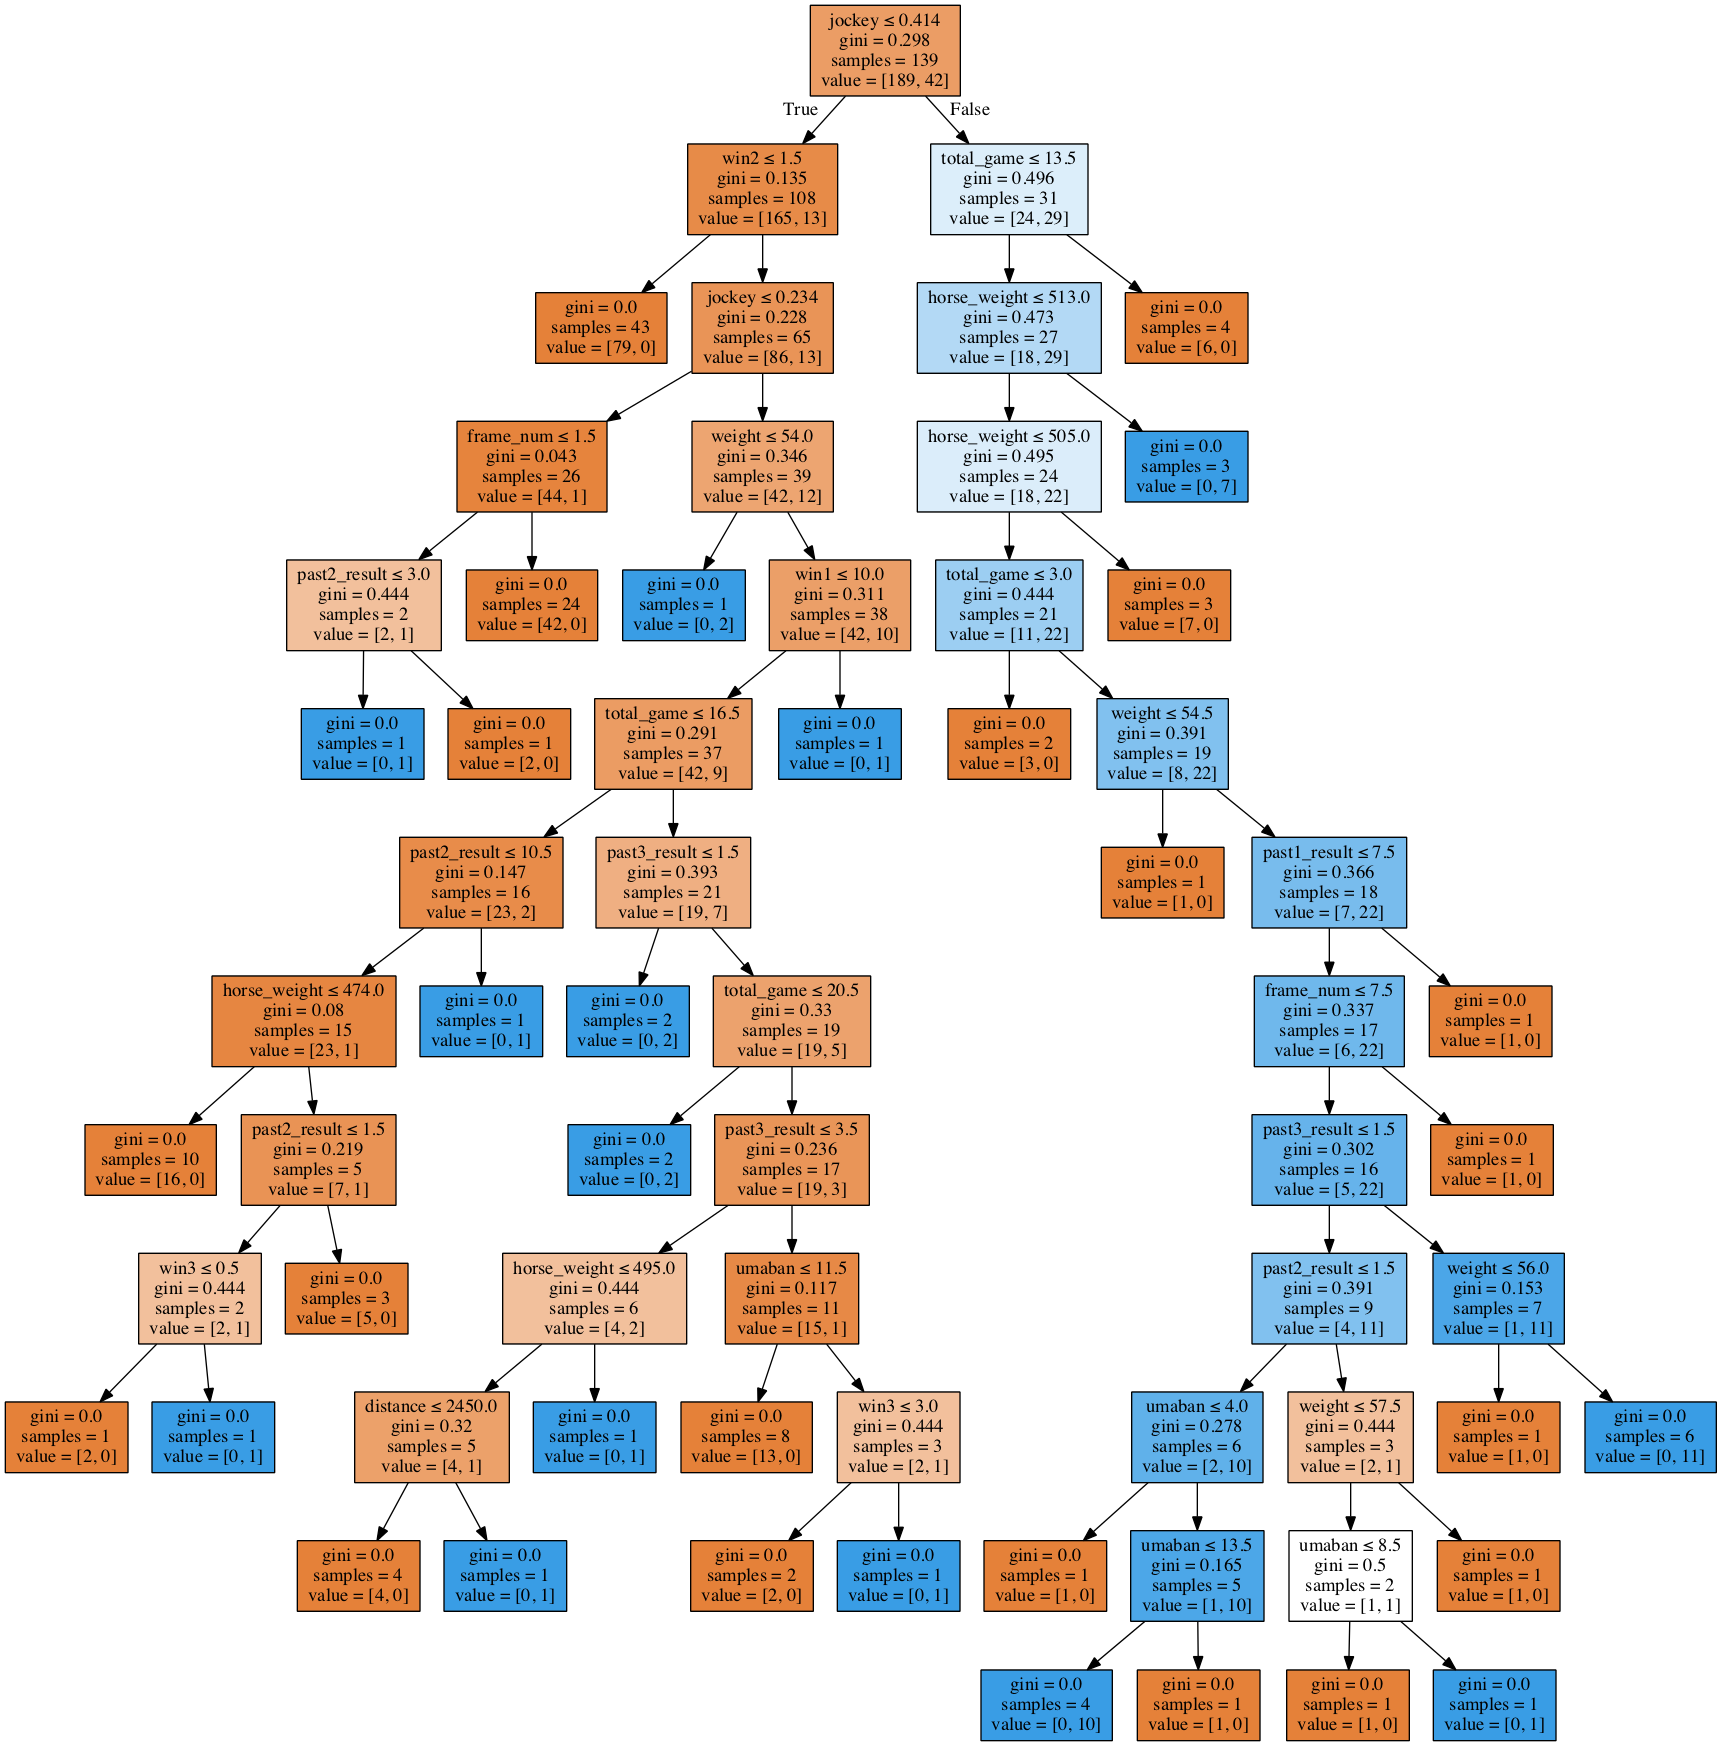 jockey ≤ 0.414
gini = 0.298
samples = 139
value = [189, 42]
True
False
win2 ≤ 1.5
gini = 0.135
samples = 108
value = [165, 13]
total_game ≤ 13.5
gini = 0.496
samples = 31
value = [24, 29]
gini = 0.0
samples = 43
value = [79, 0]
jockey ≤ 0.234
gini = 0.228
samples = 65
value = [86, 13]
horse_weight ≤ 513.0
gini = 0.473
samples = 27
value = [18, 29]
gini = 0.0
samples = 4
value = [6, 0]
frame_num ≤ 1.5
gini = 0.043
samples = 26
value = [44, 1]
weight ≤ 54.0
gini = 0.346
samples = 39
value = [42, 12]
horse_weight ≤ 505.0
gini = 0.495
samples = 24
value = [18, 22]
gini = 0.0
samples = 3
value = [0, 7]
past2_result ≤ 3.0
gini = 0.444
samples = 2
value = [2, 1]
gini = 0.0
samples = 24
value = [42, 0]
gini = 0.0
samples = 1
value = [0, 2]
win1 ≤ 10.0
gini = 0.311
samples = 38
value = [42, 10]
total_game ≤ 3.0
gini = 0.444
samples = 21
value = [11, 22]
gini = 0.0
samples = 3
value = [7, 0]
gini = 0.0
samples = 1
value = [0, 1]
gini = 0.0
samples = 1
value = [2, 0]
total_game ≤ 16.5
gini = 0.291
samples = 37
value = [42, 9]
gini = 0.0
samples = 1
value = [0, 1]
gini = 0.0
samples = 2
value = [3, 0]
weight ≤ 54.5
gini = 0.391
samples = 19
value = [8, 22]
past2_result ≤ 10.5
gini = 0.147
samples = 16
value = [23, 2]
past3_result ≤ 1.5
gini = 0.393
samples = 21
value = [19, 7]
gini = 0.0
samples = 1
value = [1, 0]
past1_result ≤ 7.5
gini = 0.366
samples = 18
value = [7, 22]
horse_weight ≤ 474.0
gini = 0.08
samples = 15
value = [23, 1]
gini = 0.0
samples = 1
value = [0, 1]
gini = 0.0
samples = 2
value = [0, 2]
total_game ≤ 20.5
gini = 0.33
samples = 19
value = [19, 5]
frame_num ≤ 7.5
gini = 0.337
samples = 17
value = [6, 22]
gini = 0.0
samples = 1
value = [1, 0]
gini = 0.0
samples = 10
value = [16, 0]
past2_result ≤ 1.5
gini = 0.219
samples = 5
value = [7, 1]
gini = 0.0
samples = 2
value = [0, 2]
past3_result ≤ 3.5
gini = 0.236
samples = 17
value = [19, 3]
past3_result ≤ 1.5
gini = 0.302
samples = 16
value = [5, 22]
gini = 0.0
samples = 1
value = [1, 0]
win3 ≤ 0.5
gini = 0.444
samples = 2
value = [2, 1]
gini = 0.0
samples = 3
value = [5, 0]
horse_weight ≤ 495.0
gini = 0.444
samples = 6
value = [4, 2]
umaban ≤ 11.5
gini = 0.117
samples = 11
value = [15, 1]
past2_result ≤ 1.5
gini = 0.391
samples = 9
value = [4, 11]
weight ≤ 56.0
gini = 0.153
samples = 7
value = [1, 11]
gini = 0.0
samples = 1
value = [2, 0]
gini = 0.0
samples = 1
value = [0, 1]
distance ≤ 2450.0
gini = 0.32
samples = 5
value = [4, 1]
gini = 0.0
samples = 1
value = [0, 1]
gini = 0.0
samples = 8
value = [13, 0]
win3 ≤ 3.0
gini = 0.444
samples = 3
value = [2, 1]
umaban ≤ 4.0
gini = 0.278
samples = 6
value = [2, 10]
weight ≤ 57.5
gini = 0.444
samples = 3
value = [2, 1]
gini = 0.0
samples = 1
value = [1, 0]
gini = 0.0
samples = 6
value = [0, 11]
gini = 0.0
samples = 4
value = [4, 0]
gini = 0.0
samples = 1
value = [0, 1]
gini = 0.0
samples = 2
value = [2, 0]
gini = 0.0
samples = 1
value = [0, 1]
gini = 0.0
samples = 1
value = [1, 0]
umaban ≤ 13.5
gini = 0.165
samples = 5
value = [1, 10]
umaban ≤ 8.5
gini = 0.5
samples = 2
value = [1, 1]
gini = 0.0
samples = 1
value = [1, 0]
gini = 0.0
samples = 4
value = [0, 10]
gini = 0.0
samples = 1
value = [1, 0]
gini = 0.0
samples = 1
value = [1, 0]
gini = 0.0
samples = 1
value = [0, 1]